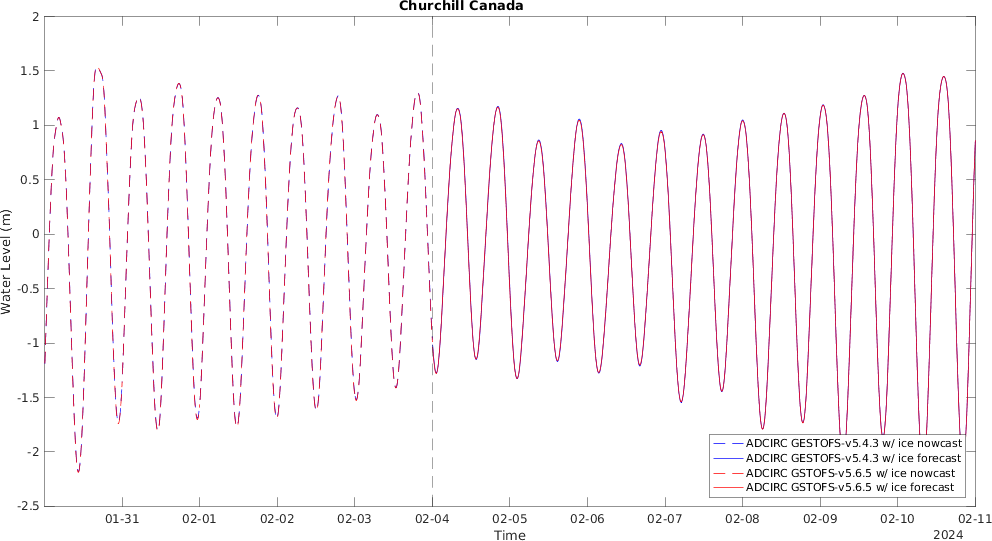 Churchill Canada
2
1.5
1
0.5
0
-0.5
-1
-1.5
-2
-2.5
Water Level (m)
ADCIRC GESTOFS-v5.4.3 w/ ice nowcast
ADCIRC GESTOFS-v5.4.3 w/ ice forecast
ADCIRC GSTOFS-v5.6.5 w/ ice nowcast
ADCIRC GSTOFS-v5.6.5 w/ ice forecast
01-31 02-01 02-02 02-03 02-04 02-05 02-06 02-07 02-08 02-09 02-10 02-11
Time 2024